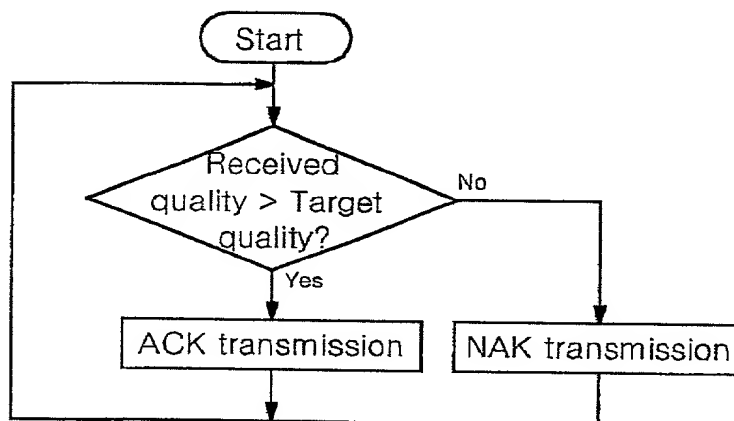 Start
Received
quality > Target
quality?
No
Yes
ACK transmission
NAK transmission